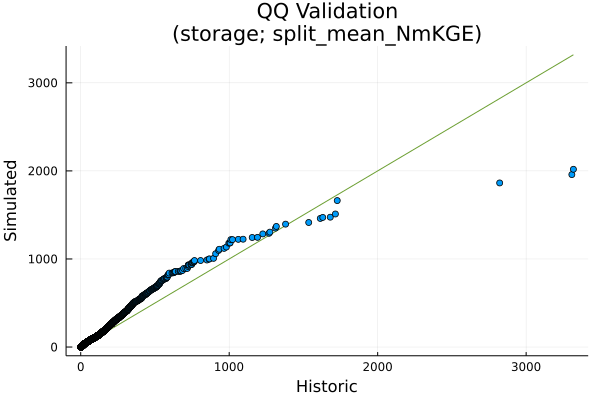 QQ Validation
(storage; split_mean_NmKGE)
3000
2000
1000
0
Simulated
0 1000 2000 3000
Historic